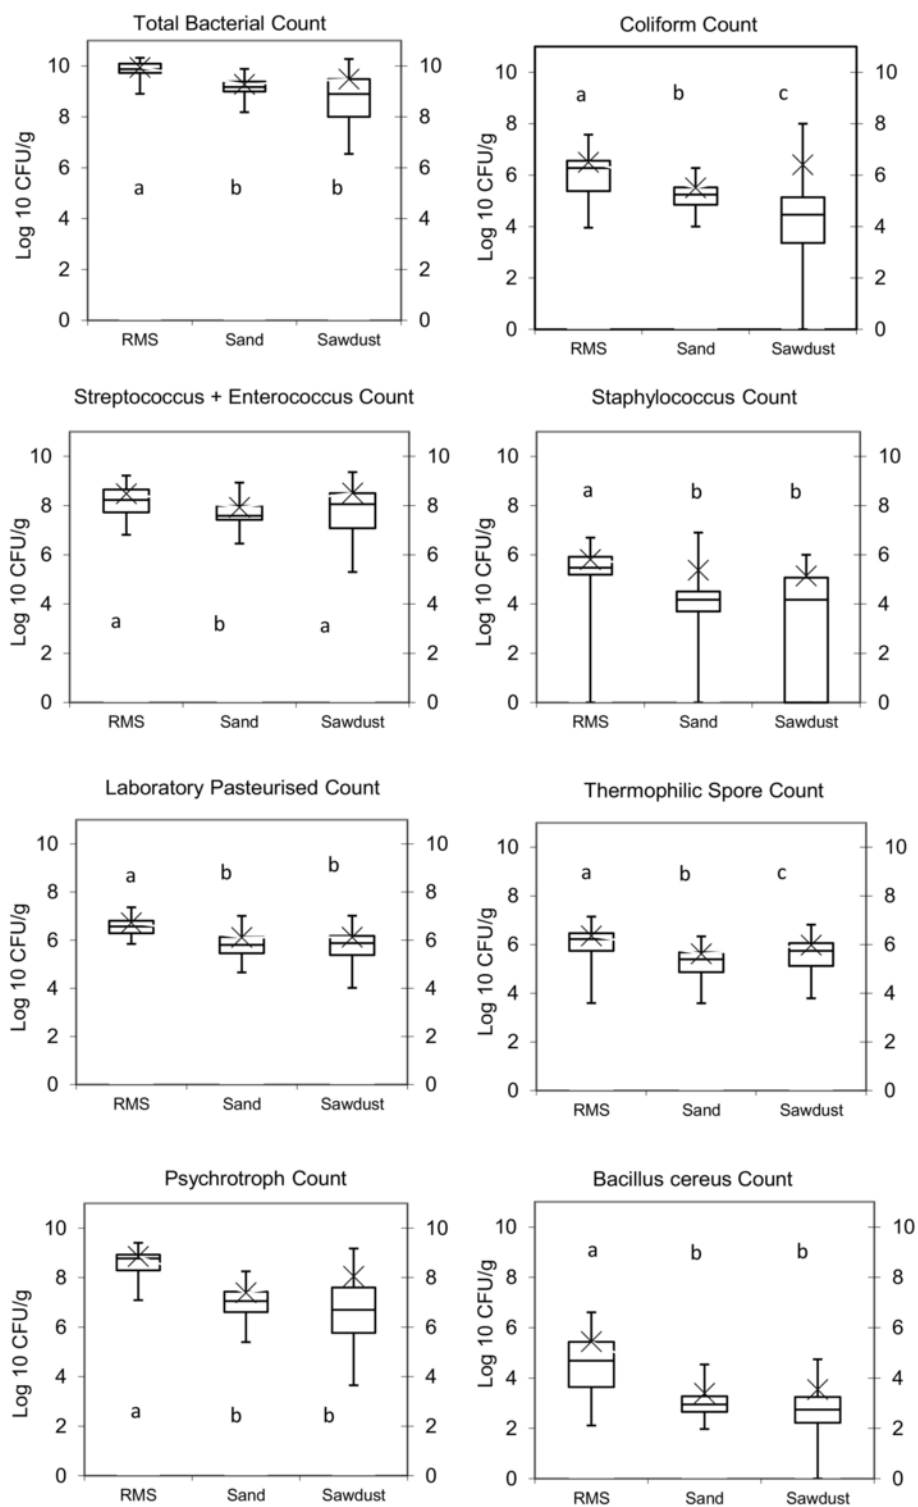 Total Bacterial Count
10
8
6
4
2
0
Log 10 CFU/g
a
b
b
10
8
6
4
2
0
RMS
Sand
Sawdust
Coliform Count
10
8
6
4
2
0
Log 10 CFU/g
a
b
c
10
8
6
4
2
0
RMS
Sand
Sawdust
Streptococcus + Enterococcus Count
10
8
6
4
2
0
Log 10 CFU/g
a
b
a
10
8
6
4
2
0
RMS
Sand
Sawdust
Staphylococcus Count
10
8
6
4
2
0
Log 10 CFU/g
a
b
b
10
8
6
4
2
0
RMS
Sand
Sawdust
Laboratory Pasteurised Count
10
8
6
4
2
0
Log 10 CFU/g
a
b
b
10
8
6
4
2
0
RMS
Sand
Sawdust
Thermophilic Spore Count
10
8
6
4
2
0
Log 10 CFU/g
a
b
c
10
8
6
4
2
0
RMS
Sand
Sawdust
Psychrotroph Count
10
8
6
4
2
0
Log 10 CFU/g
a
b
b
10
8
6
4
2
0
RMS
Sand
Sawdust
Bacillus cereus Count
10
8
6
4
2
0
Log 10 CFU/g
a
b
b
10
8
6
4
2
0
RMS
Sand
Sawdust